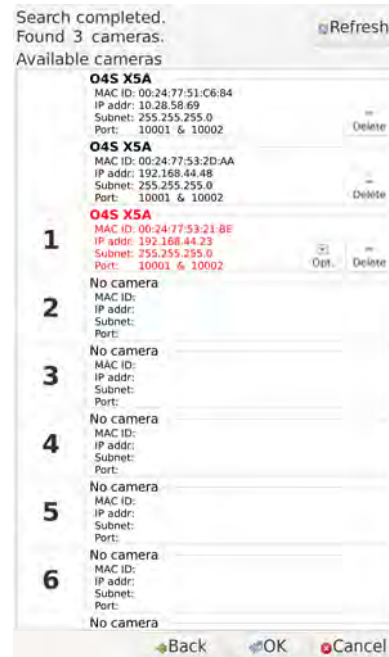 Search completed.
Found 3 cameras.
Refresh
Available cameras
O4S X5A
MAC ID: 00:24:77:51:C6:84
IP addr: 10.28.58.69
Subnet: 255.255.255.0
Port: 10001 & 10002
Delete
O4S X5A
MAC ID: 00:24:77:53:2D:AA
IP addr: 192.168.44.48
Subnet: 255.255.255.0
Port: 10001 & 10002
Delete
1
O4S X5A
MAC ID: 00:24:77:53:21:BE
IP addr: 192.168.44.23
Subnet: 255.255.255.0
Port: 10001 & 10002
Opt. Delete
2
No camera
MAC ID:
IP addr:
Subnet:
Port:
3
No camera
MAC ID:
IP addr:
Subnet:
Port:
4
No camera
MAC ID:
IP addr:
Subnet:
Port:
5
No camera
MAC ID:
IP addr:
Subnet:
Port:
6
No camera
MAC ID:
IP addr:
Subnet:
Port:
No camera
Back OK Cancel